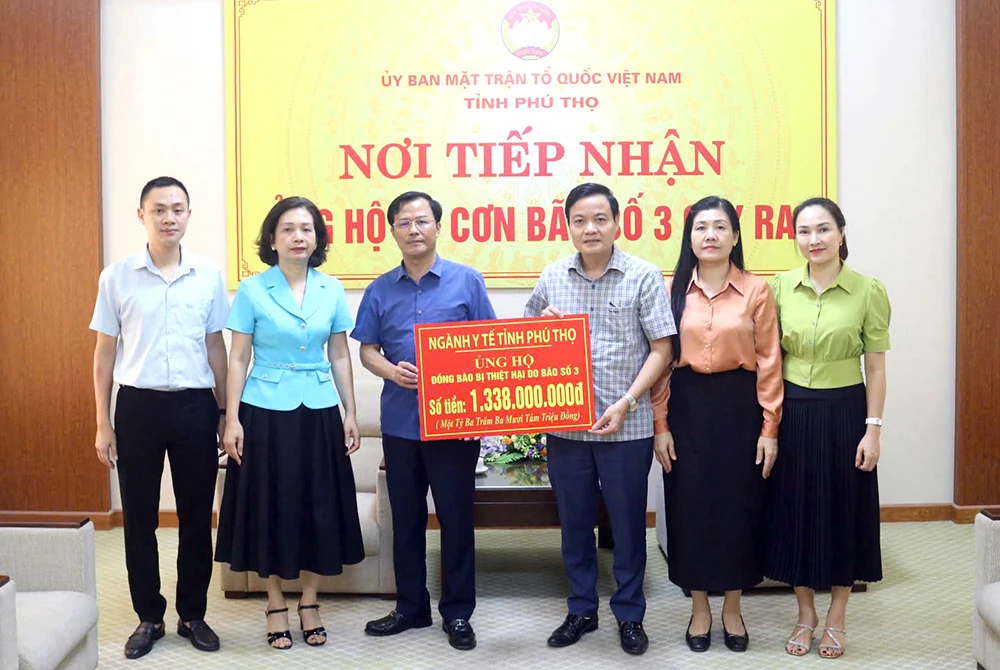 ỦY BAN MẶT TRẬN TỔ QUỐC VIỆT NAM
TỈNH PHÚ THỌ
NƠI TIẾP NHẬN
HỘ CƠN BÃO SỐ 3 RA
NGÀNH Y TẾ TỈNH PHÚ THỌ
ỦNG HỘ
ĐỒNG BÀO BỊ THIỆT HẠI DO BÃO SỐ 3
Số tiền: 1.338.000.000đ
( Một Tỷ Ba Trăm Ba Mươi Tám Triệu Đồng)